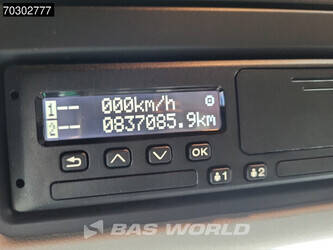 70302777
1 -- 000km/h
2 -- 0837085.9km
OK
1 2
BAS WORLD